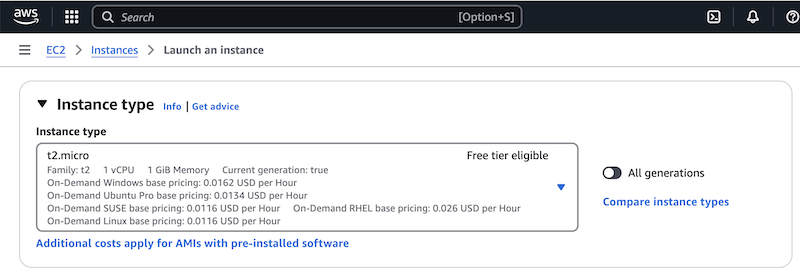 aws Search [Option+S]
EC2 > Instances > Launch an instance
Instance type Info | Get advice
Instance type
t2.micro Free tier eligible
Family: t2 1 vCPU 1 GiB Memory Current generation: true
On-Demand Windows base pricing: 0.0162 USD per Hour
On-Demand Ubuntu Pro base pricing: 0.0134 USD per Hour
On-Demand SUSE base pricing: 0.0116 USD per Hour On-Demand RHEL base pricing: 0.026 USD per Hour
On-Demand Linux base pricing: 0.0116 USD per Hour
All generations
Compare instance types
Additional costs apply for AMIs with pre-installed software